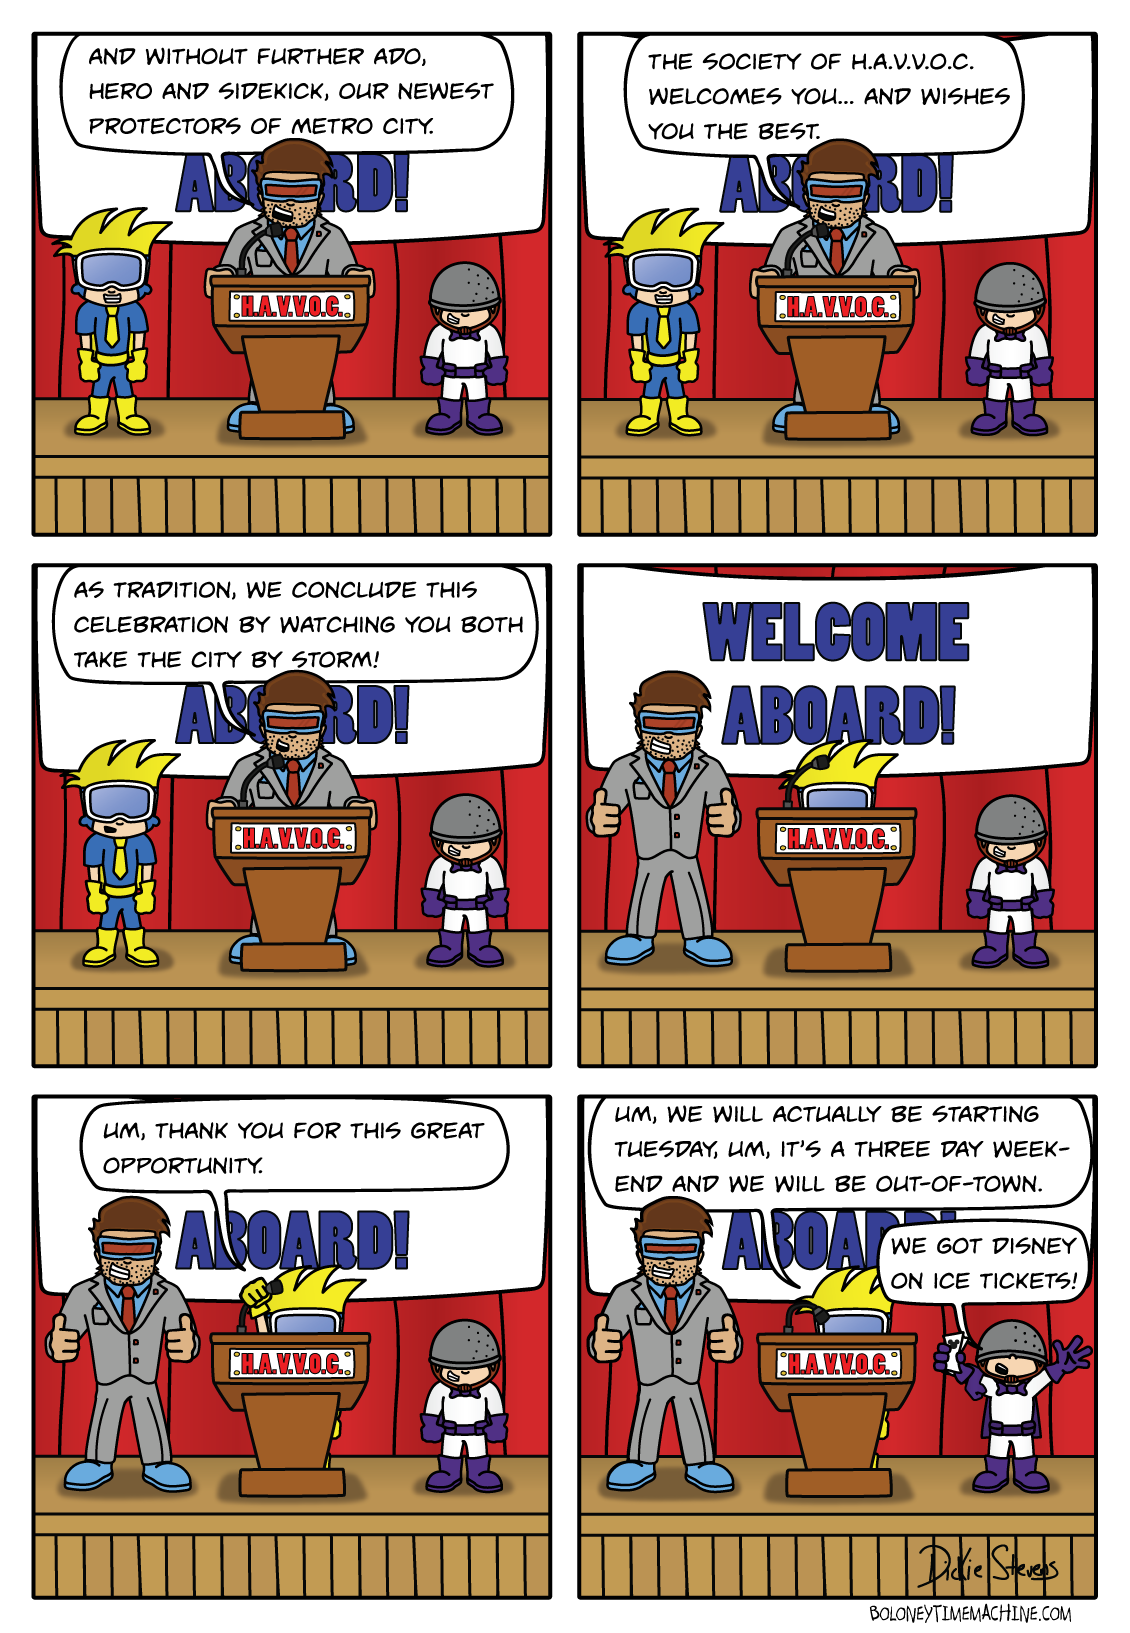 AND WITHOUT FURTHER ADO,
HERO AND SIDEKICK, OUR NEWEST
PROTECTORS OF METRO CITY.
ABOARD!
H.A.V.V.O.C.
THE SOCIETY OF H.A.V.V.O.C.
WELCOMES YOU... AND WISHES
YOU THE BEST.
ABOARD!
H.A.V.V.O.C.
AS TRADITION, WE CONCLUDE THIS
CELEBRATION BY WATCHING YOU BOTH
TAKE THE CITY BY STORM!
ABOARD!
H.A.V.V.O.C.
WELCOME
ABOARD!
H.A.V.V.O.C.
UM, THANK YOU FOR THIS GREAT
OPPORTUNITY.
ABOARD!
H.A.V.V.O.C.
UM, WE WILL ACTUALLY BE STARTING
TUESDAY, UM, IT'S A THREE DAY WEEK-
END AND WE WILL BE OUT-OF-TOWN.
ABOARD!
WE GOT DISNEY
ON ICE TICKETS!
H.A.V.V.O.C.
Dickie Stevens
BOLONEYTIMEMACHINE.COM